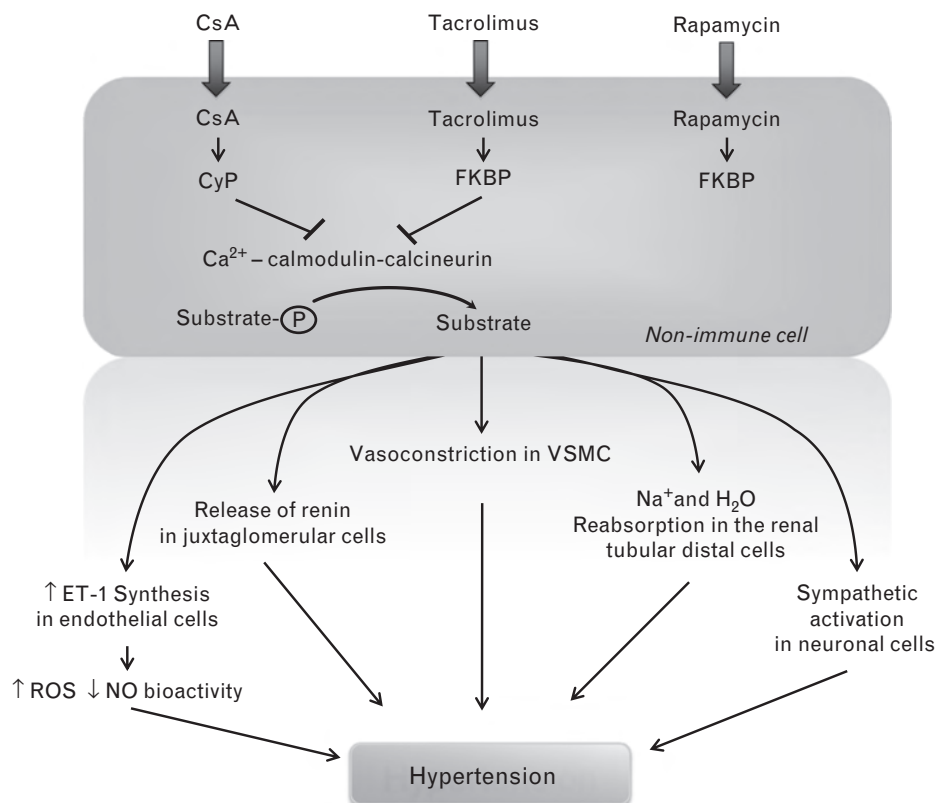 CsA
Tacrolimus
Rapamycin
CsA
Tacrolimus
Rapamycin
CyP
FKBP
FKBP
Ca²⁺ – calmodulin-calcineurin
Substrate-Ⓟ
Substrate
Non-immune cell
Vasoconstriction in VSMC
Release of renin
in juxtaglomerular cells
Na⁺and H₂O
Reabsorption in the renal
tubular distal cells
↑ ET-1 Synthesis
in endothelial cells
Sympathetic
activation
in neuronal cells
↑ ROS ↓ NO bioactivity
Hypertension